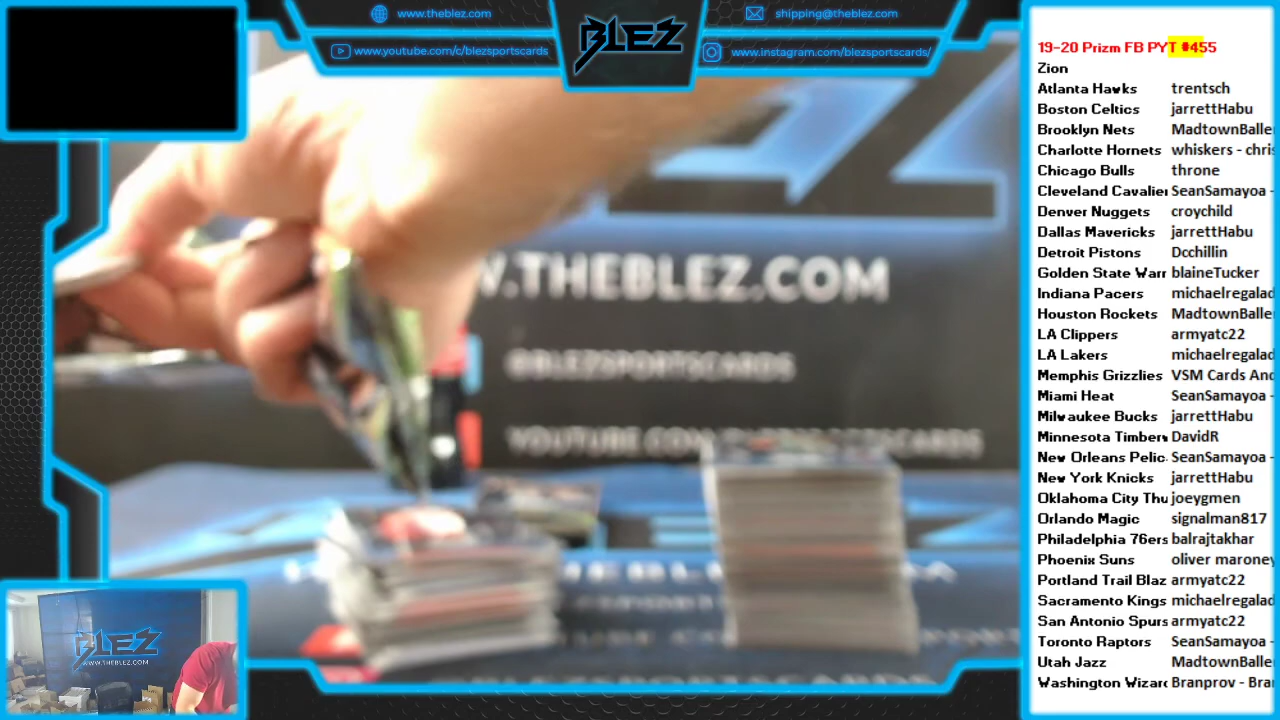 www.theblez.com
www.youtube.com/c/blezsportscards
BLEZ
shipping@theblez.com
www.instagram.com/blezsportscards/
W.THEBLEZ.COM
@BLEZSPORTSCARDS
BLEZ
WWW.THEBLEZ.COM
19-20 Prizm FB PYT #455
Zion
Atlanta Hawks trentsch
Boston Celtics jarrettHabu
Brooklyn Nets MadtownBalle
Charlotte Hornets whiskers - chris
Chicago Bulls throne
Cleveland Cavalier SeanSamayoa -
Denver Nuggets croychild
Dallas Mavericks jarrettHabu
Detroit Pistons Dcchillin
Golden State Warr blaineTucker
Indiana Pacers michaelregalad
Houston Rockets MadtownBalle
LA Clippers armyatc22
LA Lakers michaelregalad
Memphis Grizzlies VSM Cards And
Miami Heat SeanSamayoa -
Milwaukee Bucks jarrettHabu
Minnesota Timberw DavidR
New Orleans Pelic SeanSamayoa -
New York Knicks jarrettHabu
Oklahoma City Thu joeygmen
Orlando Magic signalman817
Philadelphia 76ers balrajtakhar
Phoenix Suns oliver maroney
Portland Trail Blaz armyatc22
Sacramento Kings michaelregalad
San Antonio Spurs armyatc22
Toronto Raptors SeanSamayoa -
Utah Jazz MadtownBalle
Washington Wizard Branprov - Bran